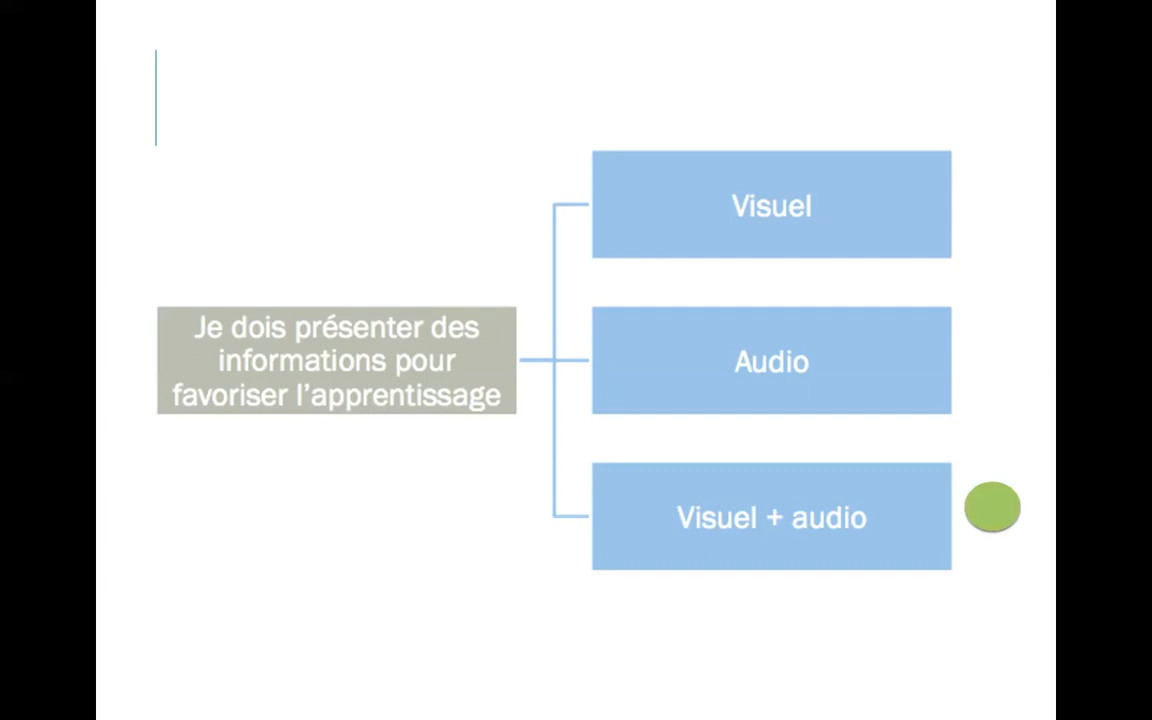 Je dois présenter des
informations pour
favoriser l’apprentissage
Visuel
Audio
Visuel + audio